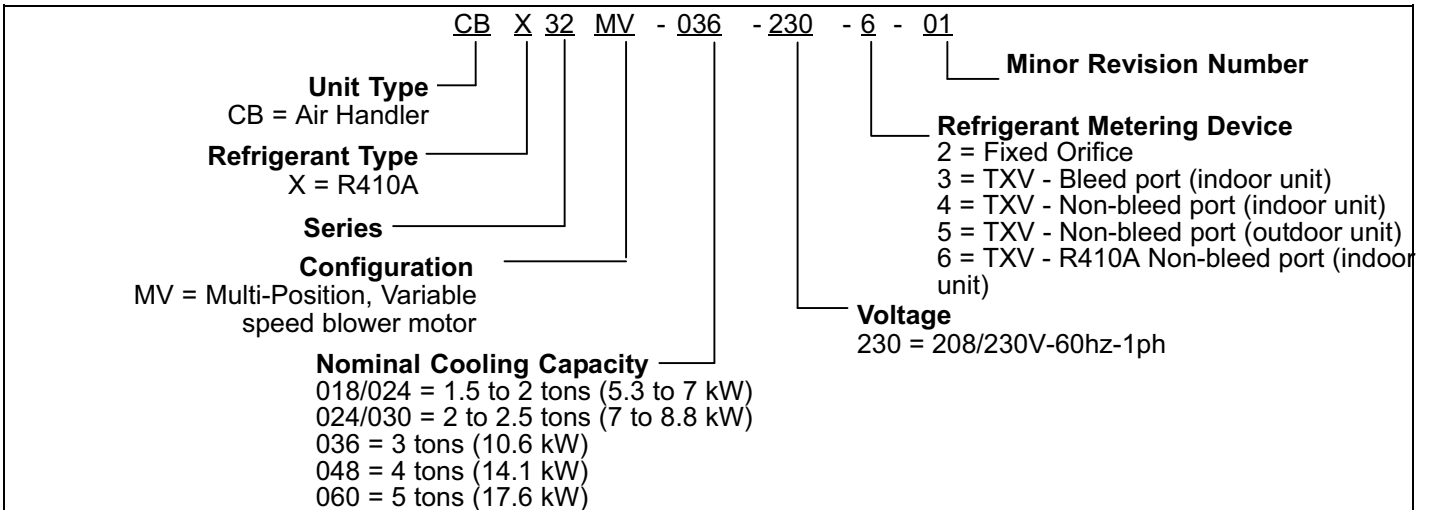 CB X 32 MV - 036 - 230 - 6 - 01
Minor Revision Number
Unit Type
CB = Air Handler
Refrigerant Metering Device
2 = Fixed Orifice
3 = TXV - Bleed port (indoor unit)
4 = TXV - Non-bleed port (indoor unit)
5 = TXV - Non-bleed port (outdoor unit)
6 = TXV - R410A Non-bleed port (indoor
unit)
Refrigerant Type
X = R410A
Series
Configuration
MV = Multi-Position, Variable
speed blower motor
Voltage
230 = 208/230V-60hz-1ph
Nominal Cooling Capacity
018/024 = 1.5 to 2 tons (5.3 to 7 kW)
024/030 = 2 to 2.5 tons (7 to 8.8 kW)
036 = 3 tons (10.6 kW)
048 = 4 tons (14.1 kW)
060 = 5 tons (17.6 kW)